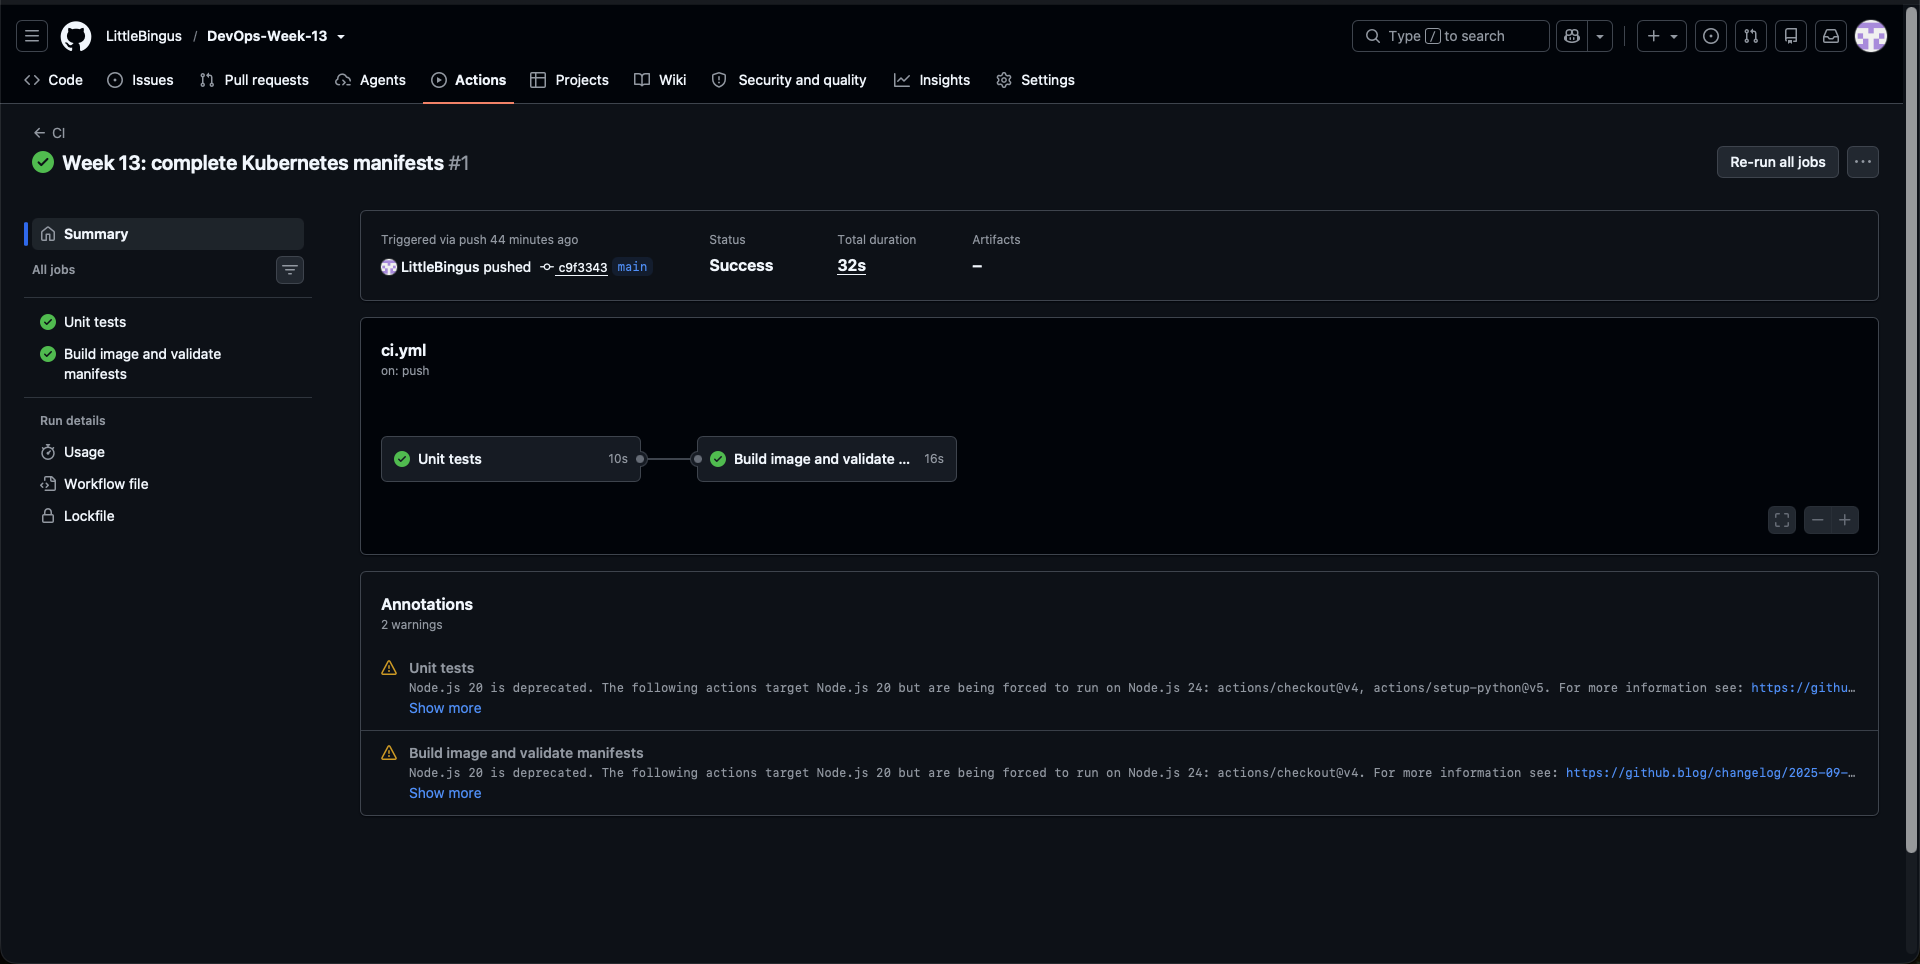 LittleBingus / DevOps-Week-13
Type / to search
Code
Issues
Pull requests
Agents
Actions
Projects
Wiki
Security and quality
Insights
Settings
CI
Week 13: complete Kubernetes manifests #1
Re-run all jobs
Summary
All jobs
Unit tests
Build image and validate
manifests
Run details
Usage
Workflow file
Lockfile
Triggered via push 44 minutes ago
LittleBingus pushed c9f3343 main
Status
Success
Total duration
32s
Artifacts
–
ci.yml
on: push
Unit tests 10s
Build image and validate ... 16s
Annotations
2 warnings
Unit tests
Node.js 20 is deprecated. The following actions target Node.js 20 but are being forced to run on Node.js 24: actions/checkout@v4, actions/setup-python@v5. For more information see: https://githu…
Show more
Build image and validate manifests
Node.js 20 is deprecated. The following actions target Node.js 20 but are being forced to run on Node.js 24: actions/checkout@v4. For more information see: https://github.blog/changelog/2025-09-…
Show more